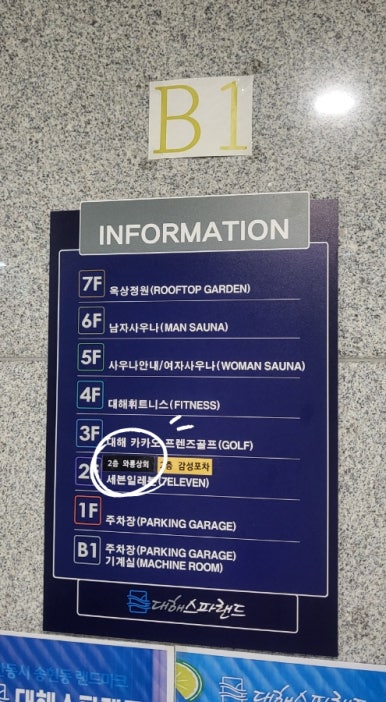 B1
INFORMATION
7F 옥상정원(ROOFTOP GARDEN)
6F 남자사우나(MAN SAUNA)
5F 사우나안내/여자사우나(WOMAN SAUNA)
4F 대해휘트니스(FITNESS)
3F 대해 카카오 프렌즈골프(GOLF)
2층 와룡상회 2층 감성포차
세븐일레븐(7ELEVEN)
1F 주차장(PARKING GARAGE)
B1 주차장(PARKING GARAGE)
기계실(MACHINE ROOM)
대해스파랜드